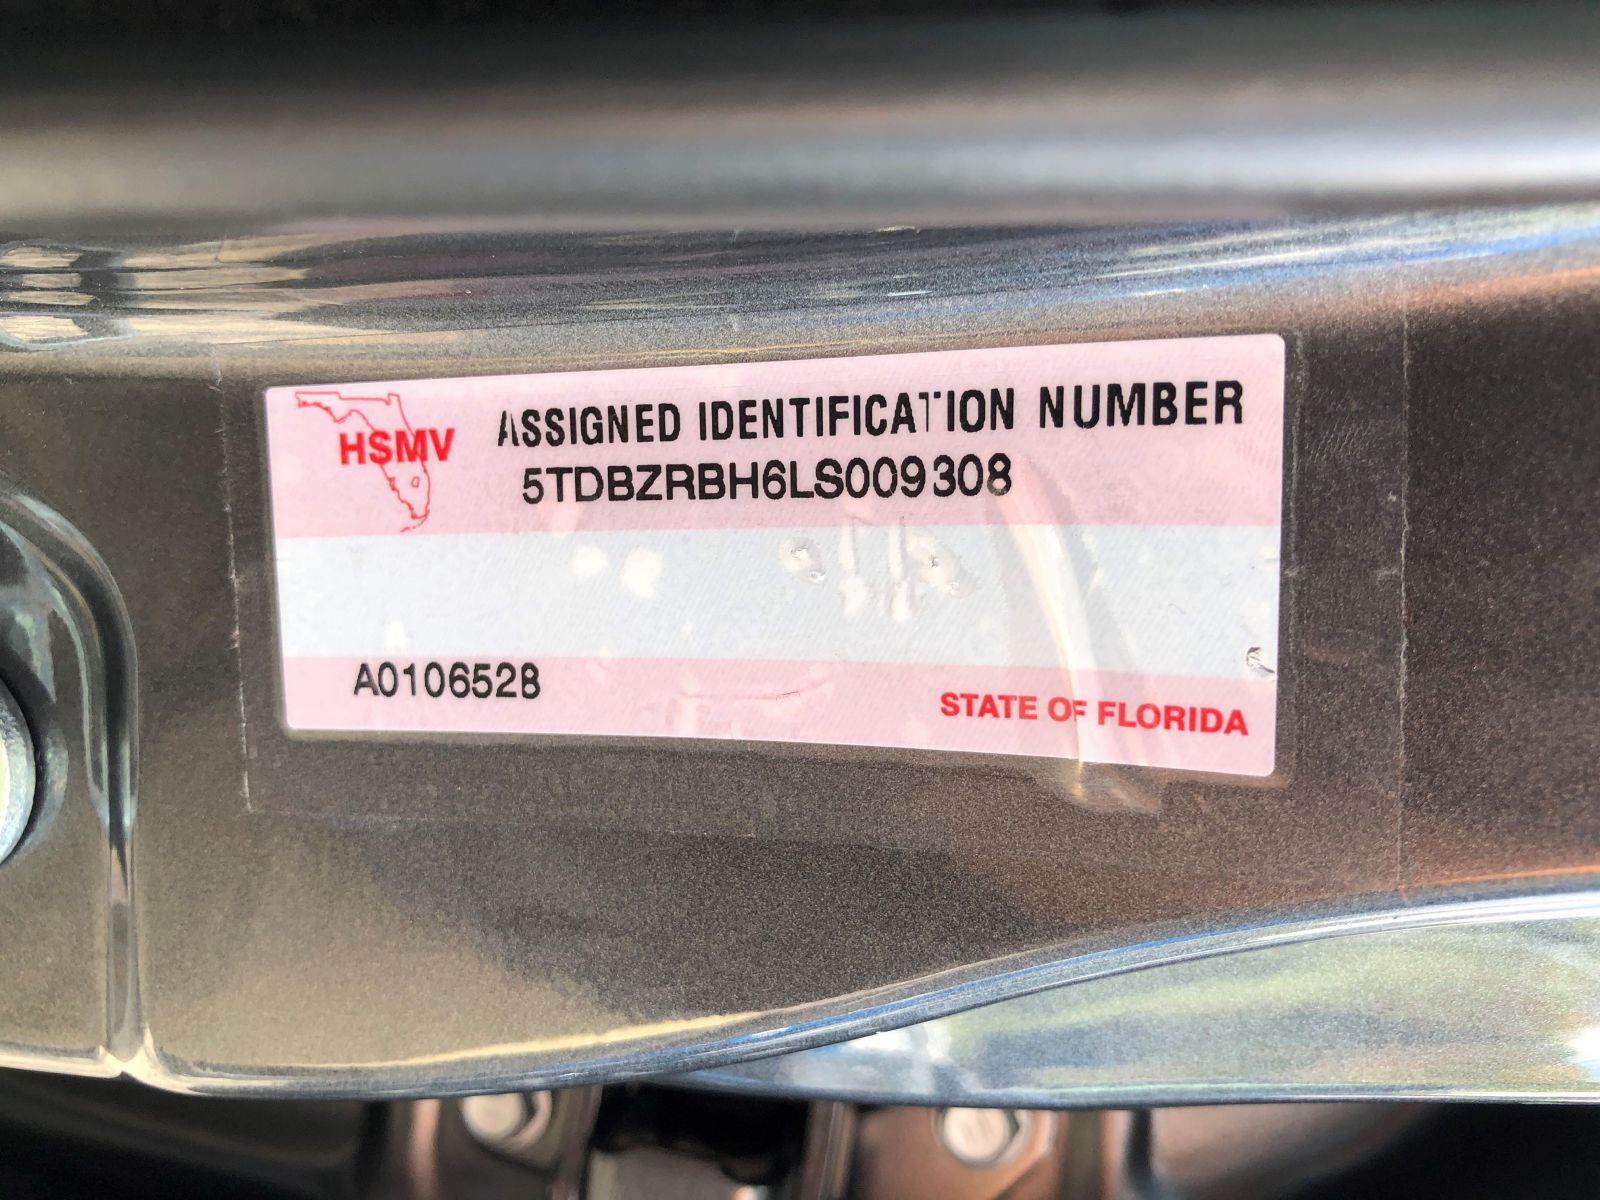 HSMV
ASSIGNED IDENTIFICATION NUMBER
5TDBZRBH6LS009308
A0106528
STATE OF FLORIDA